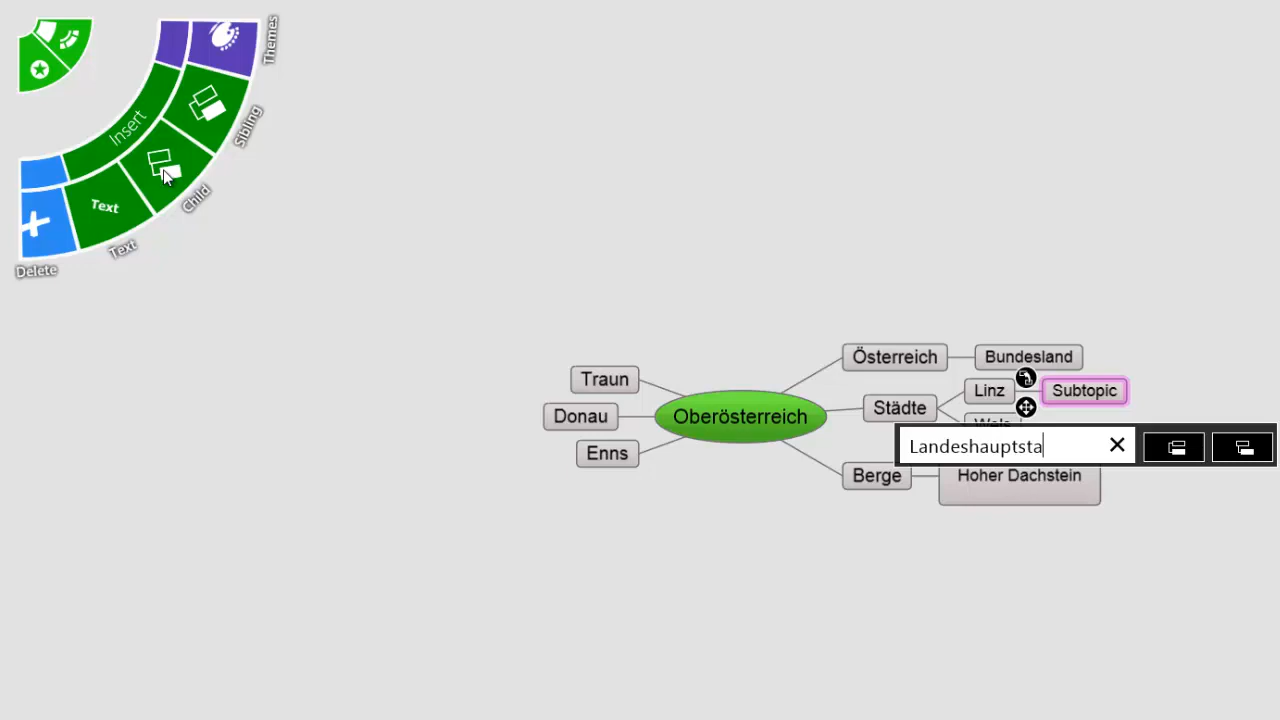 Themes
Sibling
Insert
Child
Text
Text
Delete
Österreich
Bundesland
Traun
Linz
Subtopic
Städte
Donau
Oberösterreich
Wels
Landeshauptsta
Enns
Berge
Hoher Dachstein